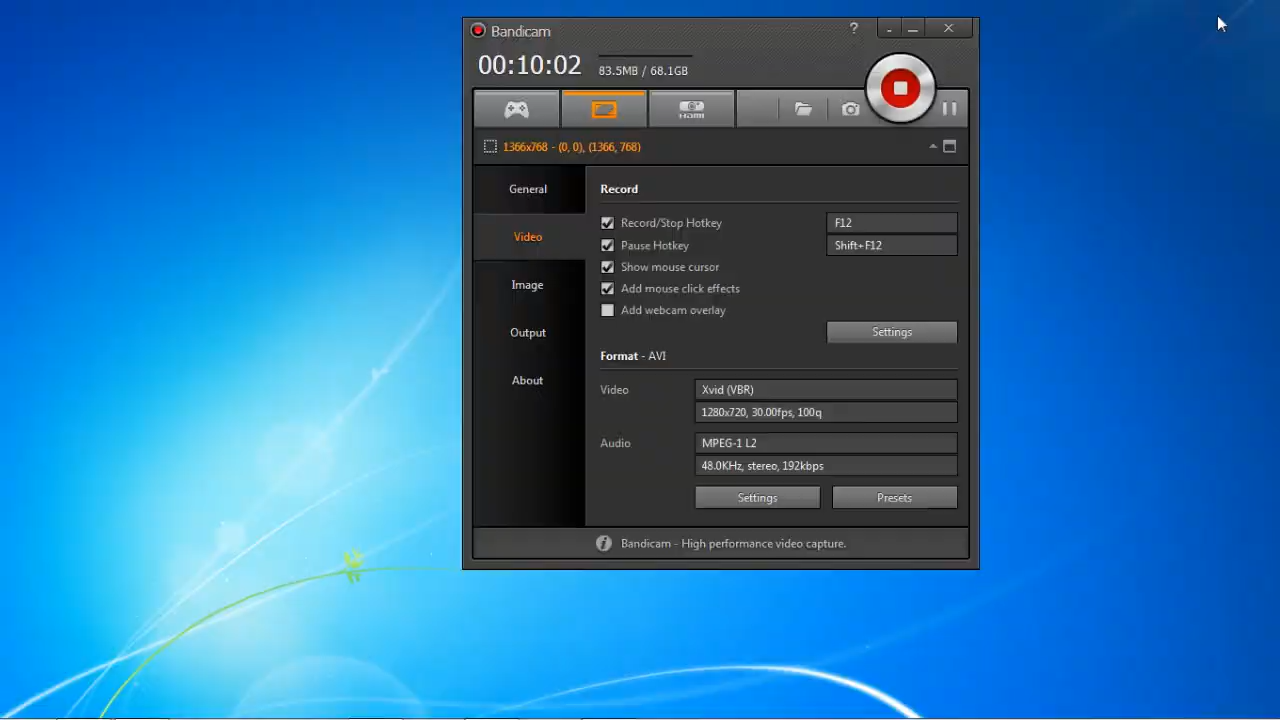 Bandicam
?
00:10:02
83.5MB / 68.1GB
HDMI
1366x768 - (0, 0), (1366, 768)
General
Video
Image
Output
About
Record
Record/Stop Hotkey
F12
Pause Hotkey
Shift+F12
Show mouse cursor
Add mouse click effects
Add webcam overlay
Settings
Format - AVI
Video
Xvid (VBR)
1280x720, 30.00fps, 100q
Audio
MPEG-1 L2
48.0KHz, stereo, 192kbps
Settings
Presets
Bandicam - High performance video capture.